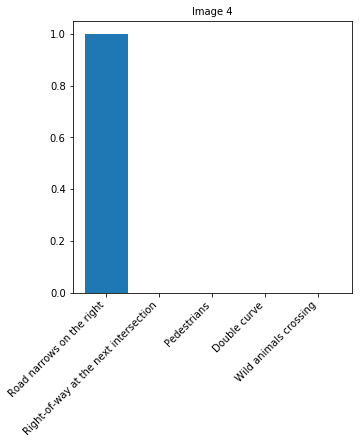 Image 4
1.0
0.8
0.6
0.4
0.2
0.0
Road narrows on the right
Right-of-way at the next intersection
Pedestrians
Double curve
Wild animals crossing